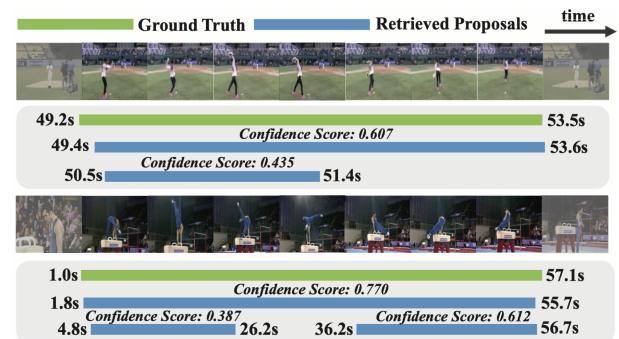 Ground Truth Retrieved Proposals time
49.2s 53.5s
Confidence Score: 0.607
49.4s 53.6s
Confidence Score: 0.435
50.5s 51.4s
1.0s 57.1s
Confidence Score: 0.770
1.8s 55.7s
Confidence Score: 0.387 Confidence Score: 0.612
4.8s 26.2s 36.2s 56.7s